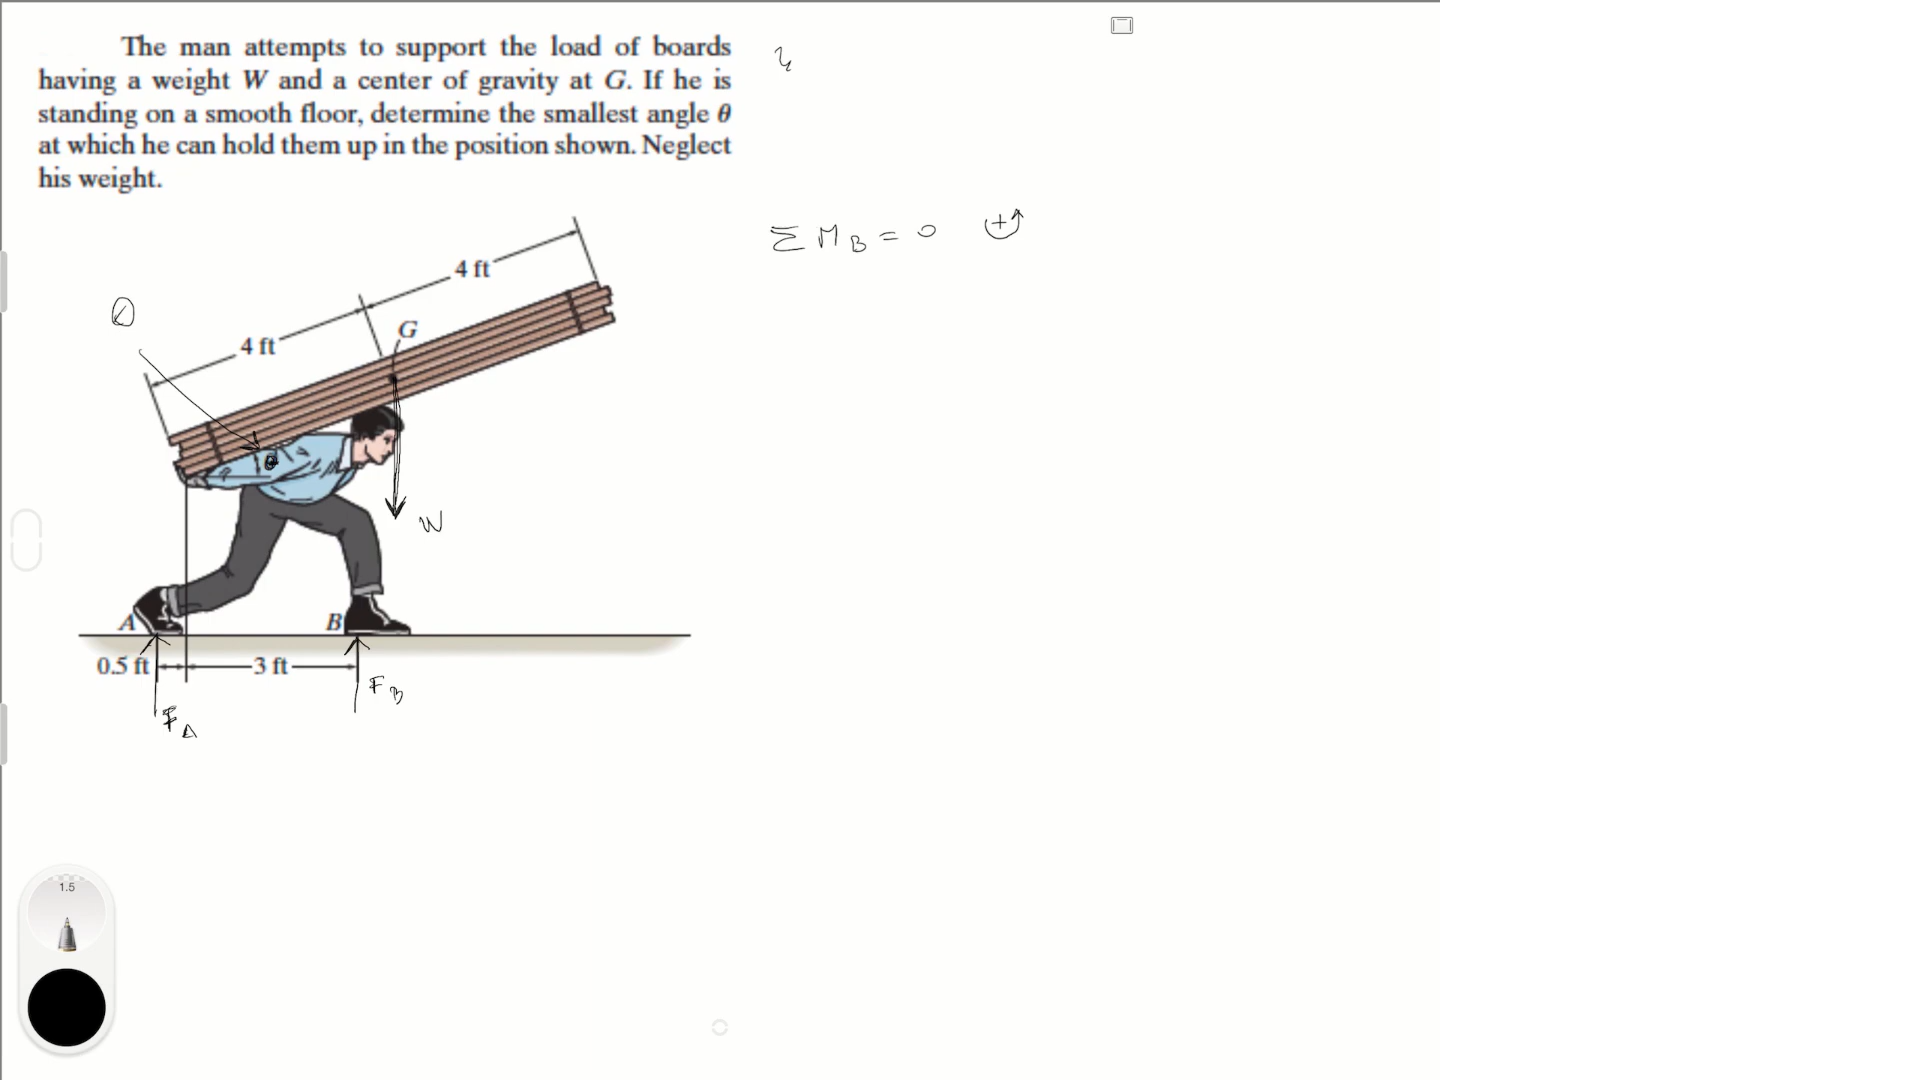 The man attempts to support the load of boards
having a weight W and a center of gravity at G. If he is
standing on a smooth floor, determine the smallest angle θ
at which he can hold them up in the position shown. Neglect
his weight.
ΣM_B = 0 +
4 ft
4 ft
G
θ
W
A
B
0.5 ft
3 ft
F_B
F_A
1.5